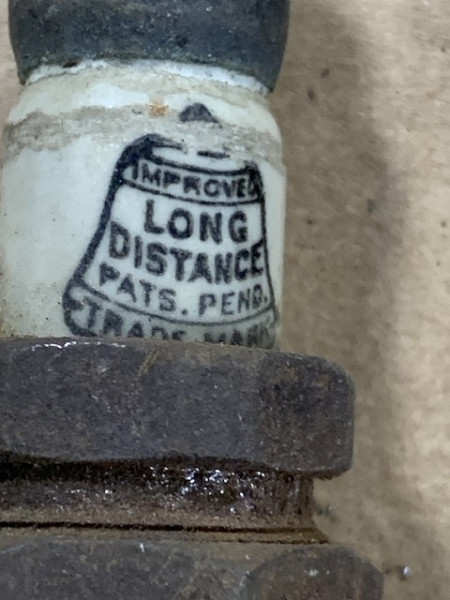 IMPROVED
LONG
DISTANCE
PATS. PEND.
TRADE MARK